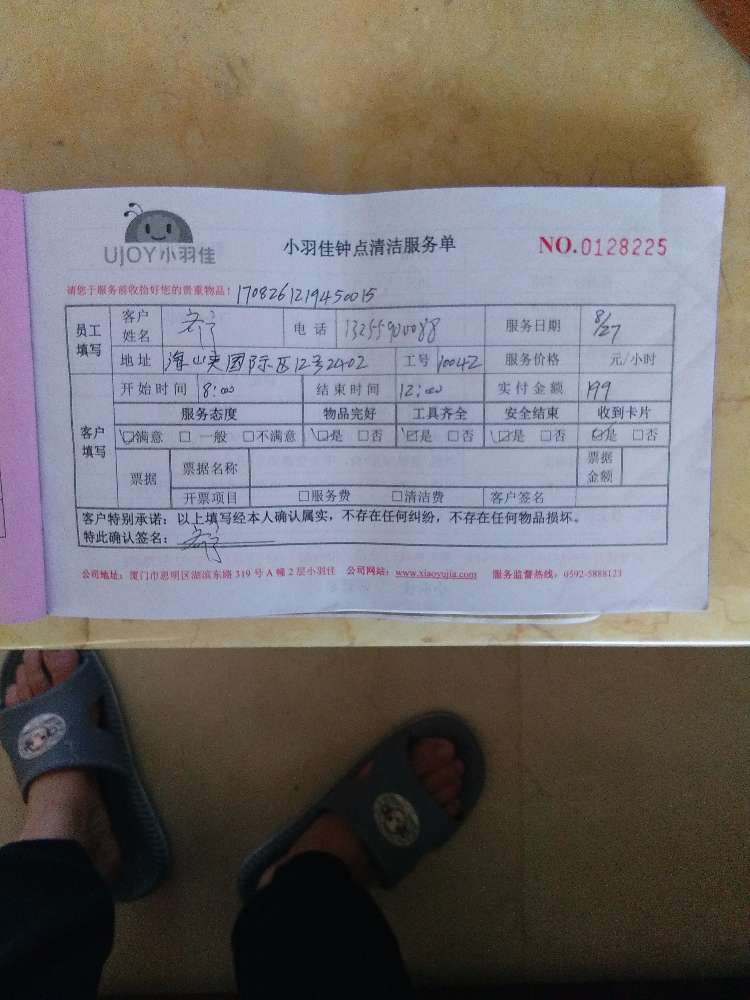 UJOY小羽佳
小羽佳钟点清洁服务单
NO.0128225
请您于服务前收拾好您的贵重物品!
1708261219450015
员工填写 客户姓名 电话 13255900088 服务日期 8/27
地址 国际 区12号2402 工号 10042 服务价格 元/小时
客户填写 开始时间 8:00 结束时间 12:00 实付金额 199
服务态度 物品完好 工具齐全 安全结束 收到卡片
☑满意 □ 一般 □不满意 ☑是 □否 ☑是 □否 ☑是 □否 ☑是 □否
票据 票据名称 票据金额
开票项目 □服务费 □清洁费 客户签名
客户特别承诺:以上填写经本人确认属实,不存在任何纠纷,不存在任何物品损坏。
特此确认签名:
公司地址:厦门市思明区湖滨东路 319 号 A 幢 2 层小羽佳 公司网站:www.xiaoyujia.com 服务监督热线:0592-5888123